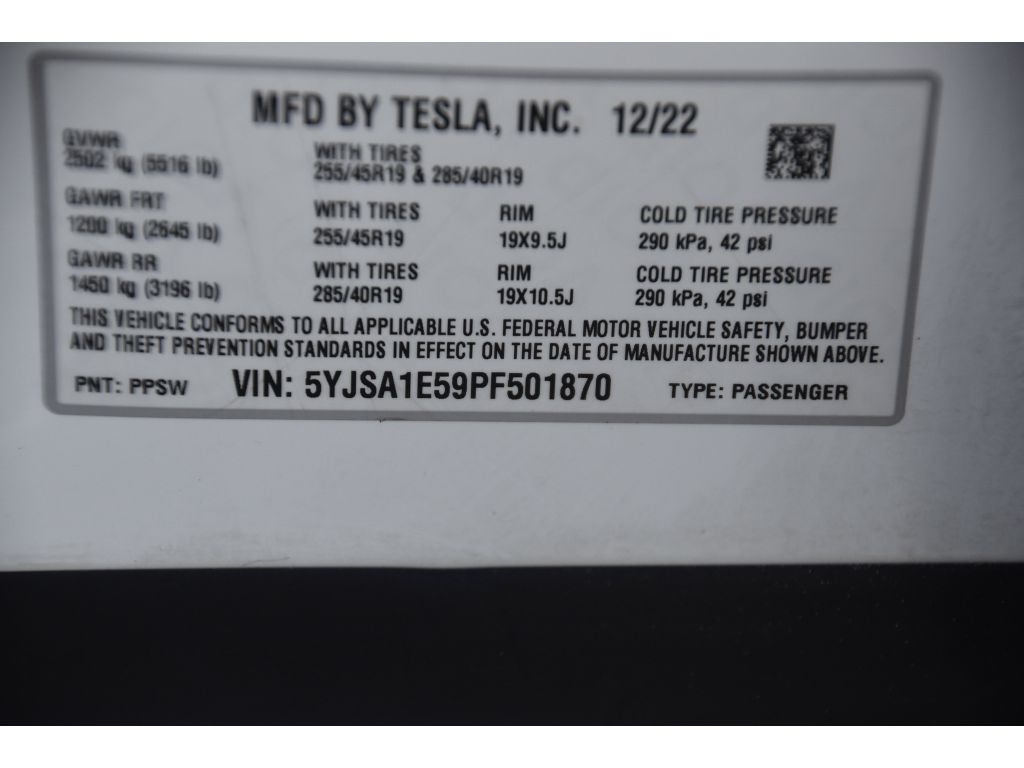 MFD BY TESLA, INC. 12/22
GVWR
2502 kg (5516 lb)
WITH TIRES
255/45R19 & 285/40R19
GAWR FRT
1200 kg (2645 lb)
WITH TIRES
255/45R19
RIM
19X9.5J
COLD TIRE PRESSURE
290 kPa, 42 psi
GAWR RR
1450 kg (3196 lb)
WITH TIRES
285/40R19
RIM
19X10.5J
COLD TIRE PRESSURE
290 kPa, 42 psi
THIS VEHICLE CONFORMS TO ALL APPLICABLE U.S. FEDERAL MOTOR VEHICLE SAFETY, BUMPER
AND THEFT PREVENTION STANDARDS IN EFFECT ON THE DATE OF MANUFACTURE SHOWN ABOVE.
PNT: PPSW VIN: 5YJSA1E59PF501870 TYPE: PASSENGER